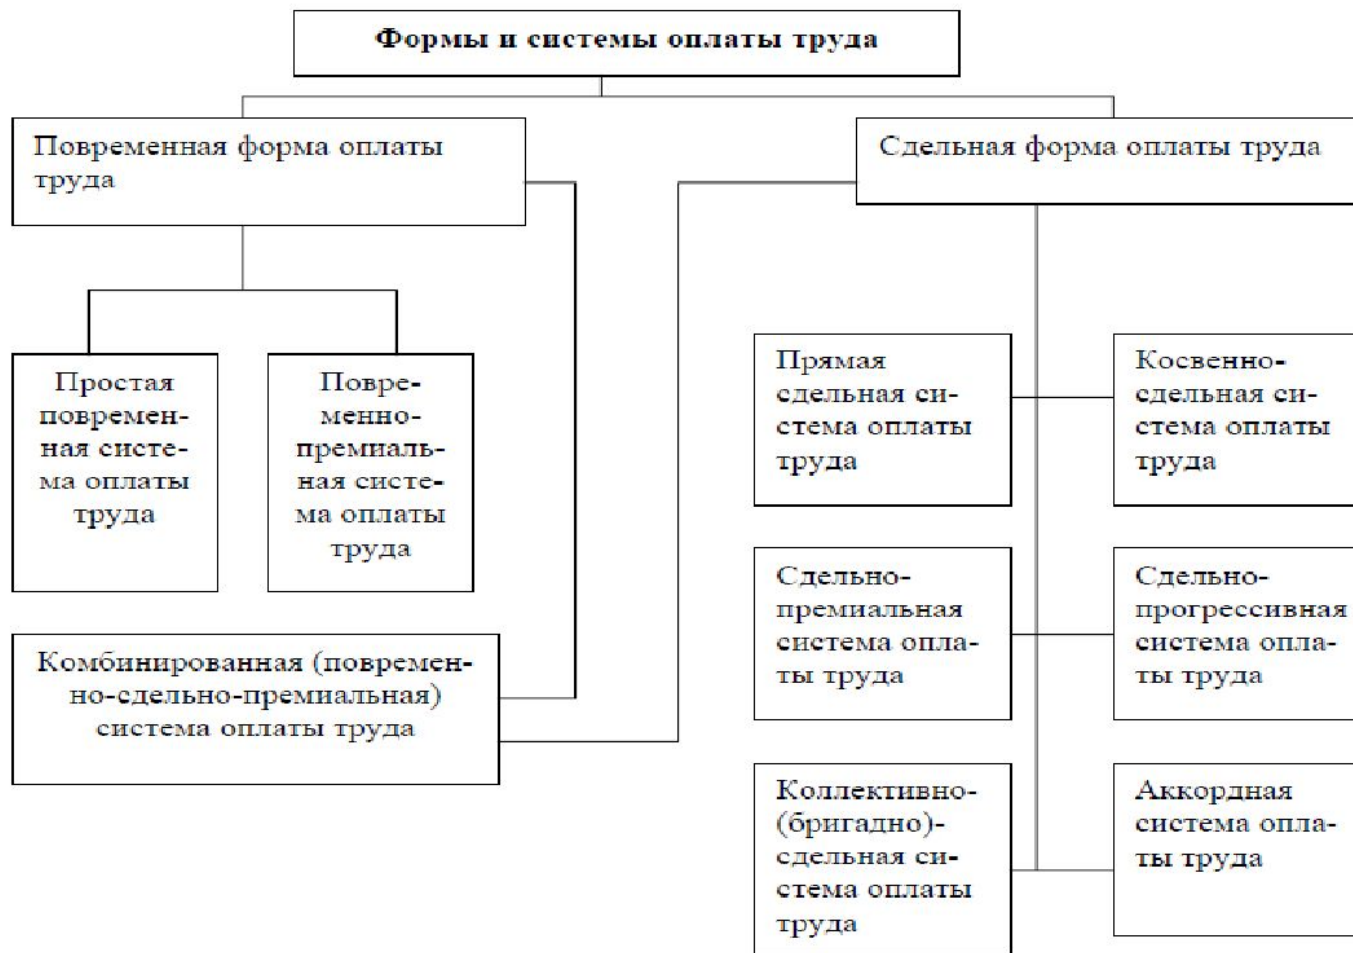 Формы и системы оплаты труда
Повременная форма оплаты
труда
Сдельная форма оплаты труда
Простая
повремен-
ная систе-
ма оплаты
труда
Повре-
менно-
премиаль-
ная систе-
ма оплаты
труда
Комбинированная (повремен-
но-сдельно-премиальная)
система оплаты труда
Прямая
сдельная си-
стема оплаты
труда
Косвенно-
сдельная си-
стема оплаты
труда
Сдельно-
премиальная
система опла-
ты труда
Сдельно-
прогрессивная
система опла-
ты труда
Коллективно-
(бригадно)-
сдельная си-
стема оплаты
труда
Аккордная
система опла-
ты труда